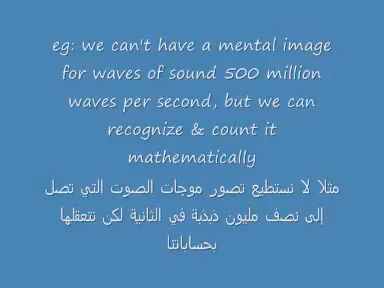 eg: we can't have a mental image
for waves of sound 500 million
waves per second, but we can
recognize & count it
mathematically
مثلا لا نستطيع تصور موجات الصوت التي تصل
إلى نصف مليون ذبذبة في الثانية لكن نتعقلها
بحساباتنا